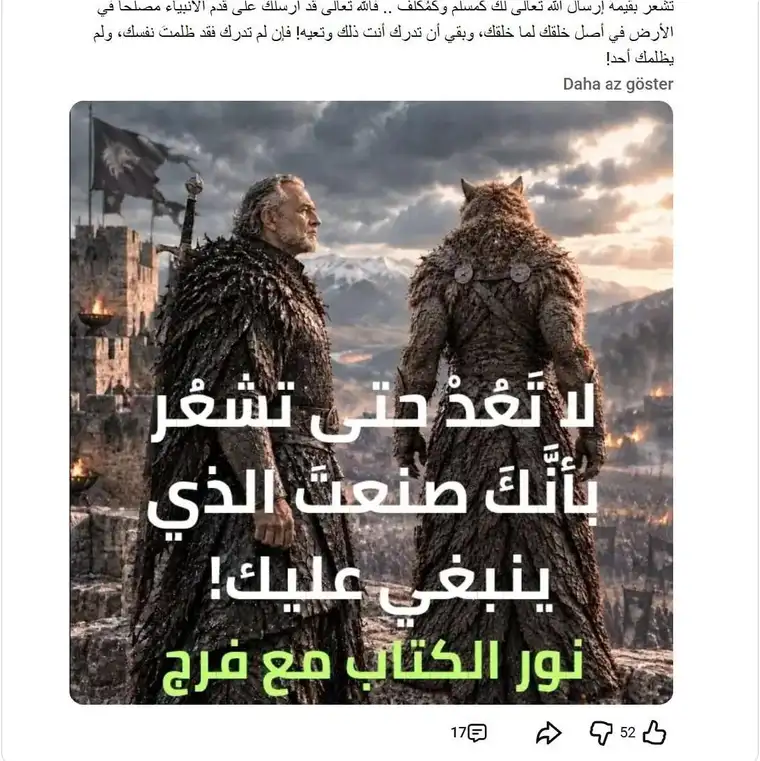 تشعر بقيمة إرسال الله تعالى لك كمسلم وكمُكلف .. فالله تعالى قد أرسلك على قدم الأنبياء مصلحاً في
الأرض في أصل خلقك لما خلقك، وبقي أن تدرك أنت ذلك وتعيه! فإن لم تدرك فقد ظلمتَ نفسك، ولم
يظلمك أحد!
Daha az göster
لا تَعُدْ حتى تشعُر
بأنَّكَ صنعتَ الذي
ينبغي عليك!
نور الكتاب مع فرج
17
52